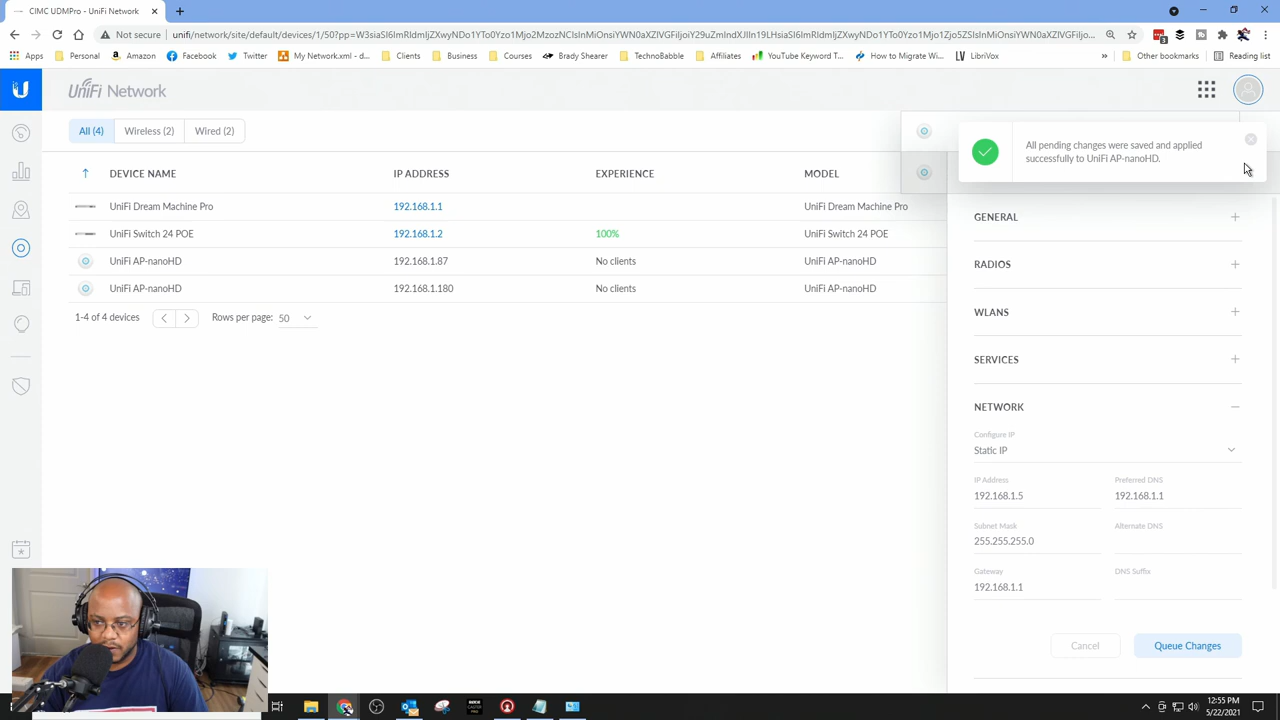 CIMC UDMPro - UniFi Network
Not secure
unifi/network/site/default/devices/1/50?pp=
Apps
Personal
Amazon
Facebook
Twitter
My Network.xml - d...
Clients
Business
Courses
Brady Shearer
TechnoBabble
Affiliates
YouTube Keyword T...
How to Migrate Wi...
LibriVox
»
Other bookmarks
Reading list
UniFi Network
All (4)
Wireless (2)
Wired (2)
All pending changes were saved and applied
successfully to UniFi AP-nanoHD.
DEVICE NAME IP ADDRESS EXPERIENCE MODEL
UniFi Dream Machine Pro 192.168.1.1 UniFi Dream Machine Pro
UniFi Switch 24 POE 192.168.1.2 100% UniFi Switch 24 POE
UniFi AP-nanoHD 192.168.1.87 No clients UniFi AP-nanoHD
UniFi AP-nanoHD 192.168.1.180 No clients UniFi AP-nanoHD
1-4 of 4 devices
Rows per page: 50
GENERAL
RADIOS
WLANS
SERVICES
NETWORK
Configure IP
Static IP
IP Address Preferred DNS
192.168.1.5 192.168.1.1
Subnet Mask Alternate DNS
255.255.255.0
Gateway DNS Suffix
192.168.1.1
Cancel
Queue Changes
12:55 PM
5/22/2021